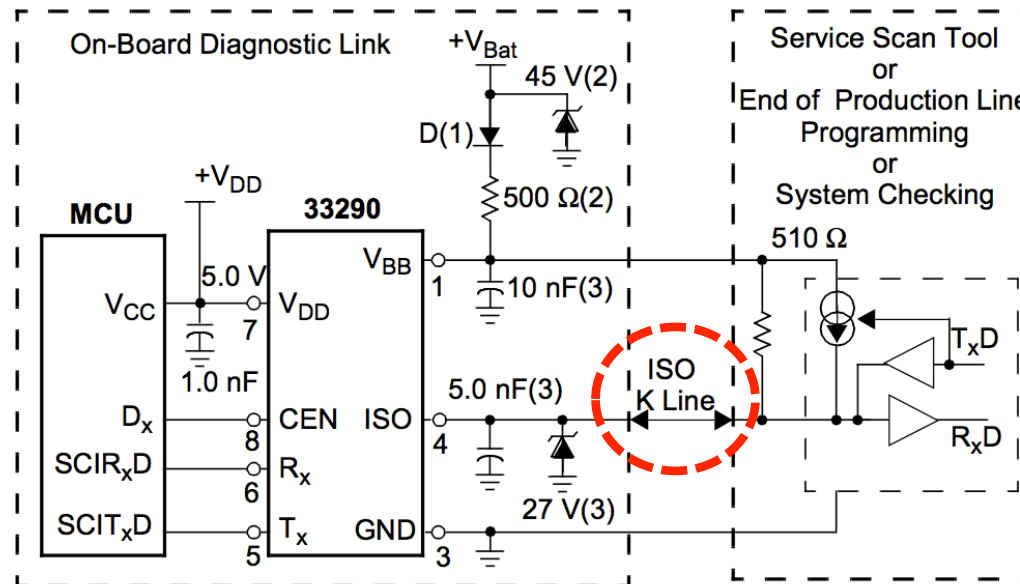 On-Board Diagnostic Link
+VBat
45 V(2)
D(1)
500 Ω(2)
+VDD
MCU
33290
5.0 V
VCC
VDD
7
1.0 nF
VBB
1
10 nF(3)
Dx
8
CEN
ISO
4
5.0 nF(3)
SCIRxD
6
Rx
27 V(3)
SCITxD
5
Tx
GND
3
ISO
K Line
Service Scan Tool
or
End of Production Line
Programming
or
System Checking
510 Ω
TxD
RxD